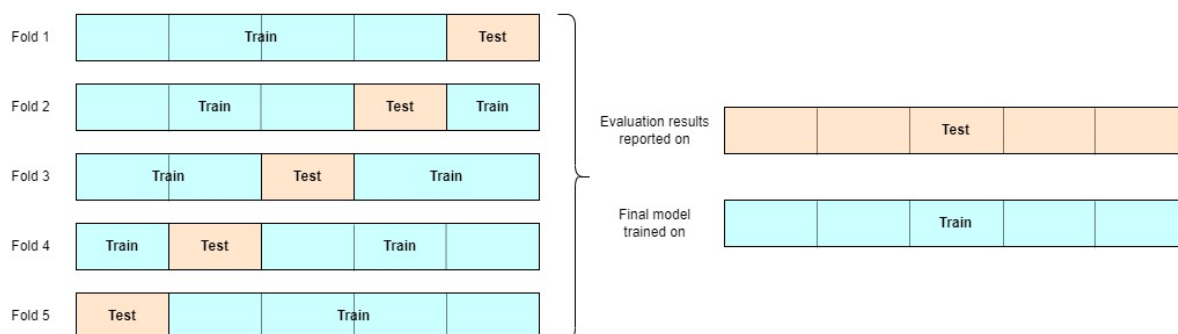 Fold 1
Train
Test
Fold 2
Train
Test
Train
Fold 3
Train
Test
Train
Fold 4
Train
Test
Train
Fold 5
Test
Train
Evaluation results
reported on
Test
Final model
trained on
Train